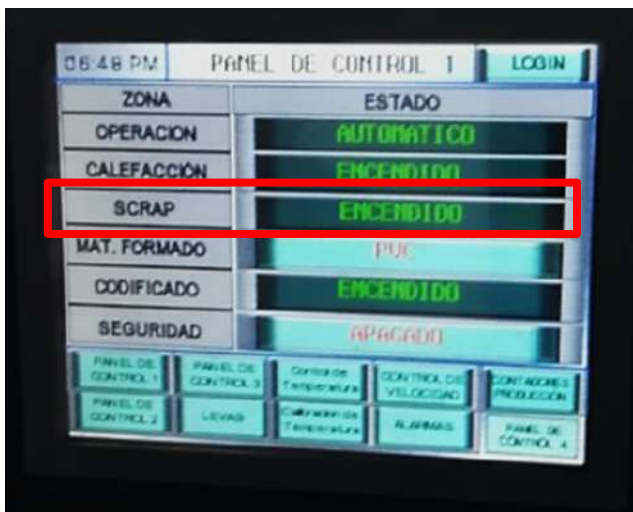 06:48 PM PANEL DE CONTROL 1 LOGIN
ZONA ESTADO
OPERACION AUTOMATICO
CALEFACCIÓN ENCENDIDO
SCRAP ENCENDIDO
MAT. FORMADO PVC
CODIFICADO ENCENDIDO
SEGURIDAD APAGADO
PANEL DE CONTROL 1
PANEL DE CONTROL 3
Control de Temperatura
CONTROL DE VELOCIDAD
CONTADORES PRODUCCION
PANEL DE CONTROL 2
LEVAS
Calibracion de Temperatura
ALARMAS
PANEL DE CONTROL 4